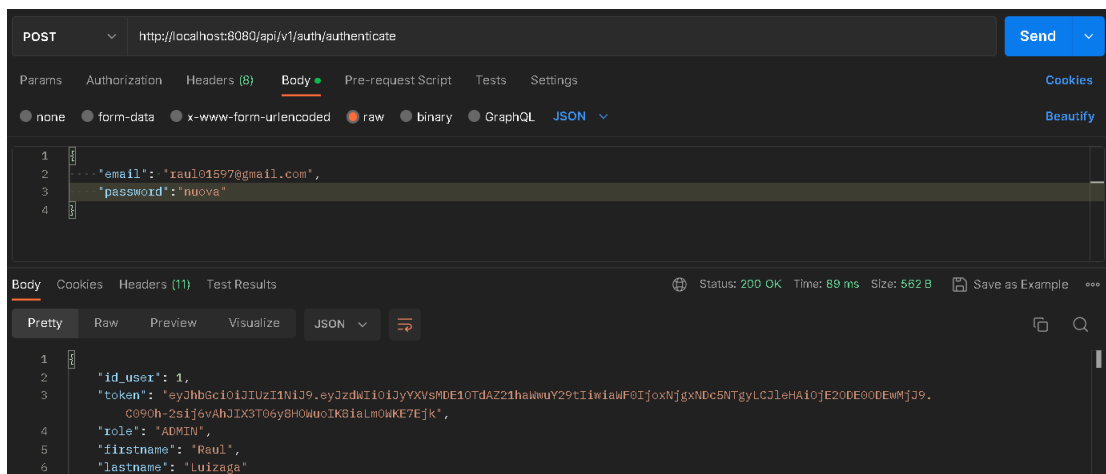 POST http://localhost:8080/api/v1/auth/authenticate Send
Params Authorization Headers (8) Body Pre-request Script Tests Settings Cookies
none form-data x-www-form-urlencoded raw binary GraphQL JSON Beautify
1 {
2 "email": "raul01597@gmail.com",
3 "password":"nuova"
4 }
Body Cookies Headers (11) Test Results Status: 200 OK Time: 89 ms Size: 562 B Save as Example
Pretty Raw Preview Visualize JSON
1 {
2 "id_user": 1,
3 "token": "eyJhbGciOiJIUzI1NiJ9.eyJzdWIiOiJyYXVsMDE1OTdAZ21haWwuY29tIiwiaWF0IjoxNjgxNDc5NTgyLCJleHAiOjE2ODE0ODEwMjJ9.
C09Oh-2sij6vAhJIX3T06y8HOWuoIK8iaLmOWKE7Ejk",
4 "role": "ADMIN",
5 "firstname": "Raul",
6 "lastname": "Luizaga"